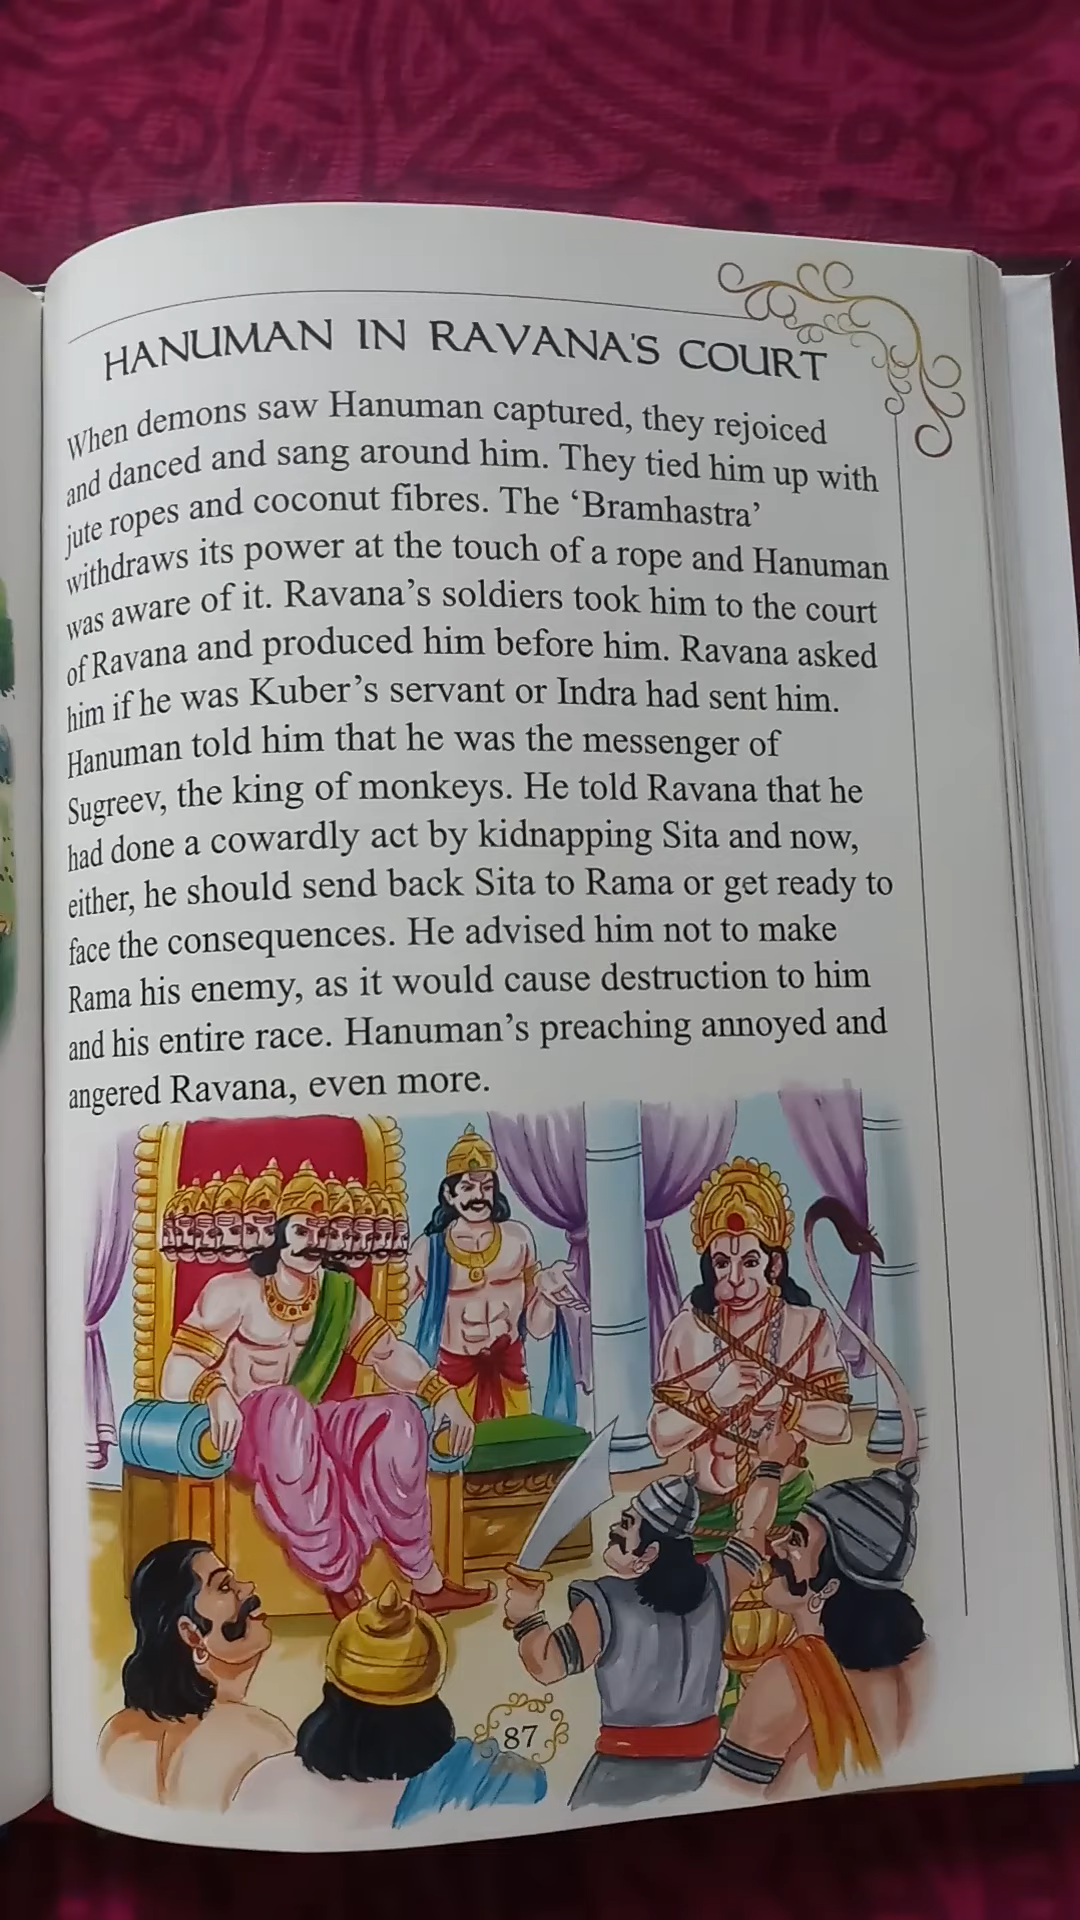 HANUMAN IN RAVANA'S COURT
When demons saw Hanuman captured, they rejoiced
and danced and sang around him. They tied him up with
jute ropes and coconut fibres. The ‘Bramhastra’
withdraws its power at the touch of a rope and Hanuman
was aware of it. Ravana’s soldiers took him to the court
of Ravana and produced him before him. Ravana asked
him if he was Kuber’s servant or Indra had sent him.
Hanuman told him that he was the messenger of
Sugreev, the king of monkeys. He told Ravana that he
had done a cowardly act by kidnapping Sita and now,
either, he should send back Sita to Rama or get ready to
face the consequences. He advised him not to make
Rama his enemy, as it would cause destruction to him
and his entire race. Hanuman’s preaching annoyed and
angered Ravana, even more.
87